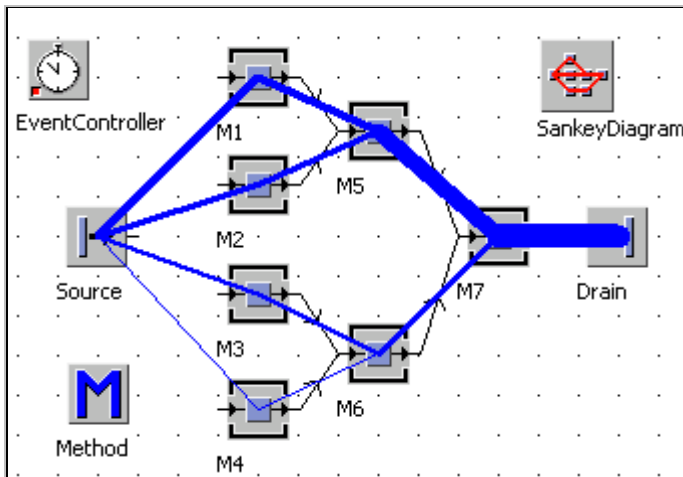 EventController
SankeyDiagram
M1
M5
M2
Source
M7
Drain
M3
M
M6
Method
M4